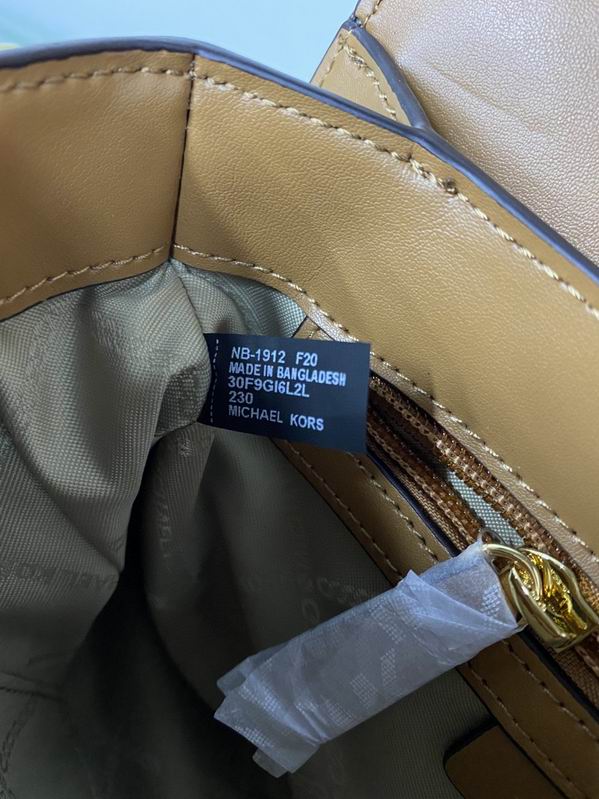 NB-1912 F20
MADE IN BANGLADESH
30F9GI6L2L
230
MICHAEL KORS